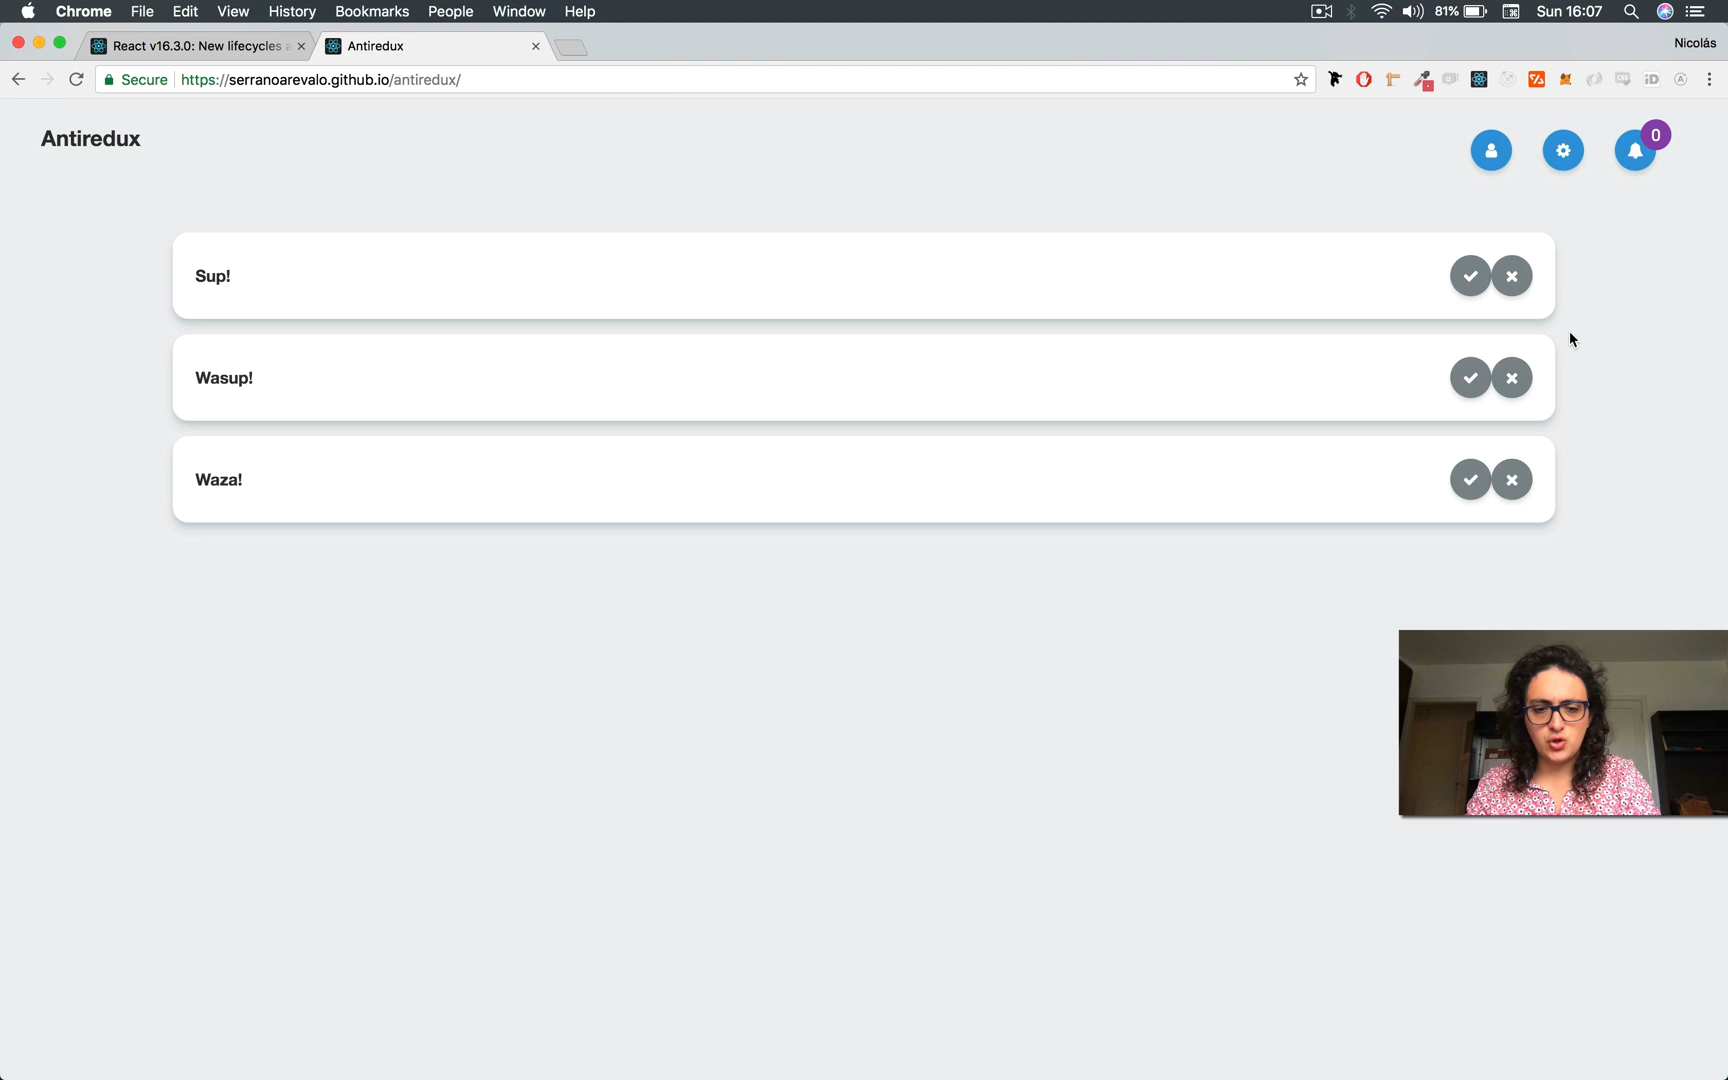 Chrome File Edit View History Bookmarks People Window Help 81% Sun 16:07
React v16.3.0: New lifecycles a
Antiredux
Nicolás
Secure https://serranoarevalo.github.io/antiredux/
Antiredux
0
Sup!
Wasup!
Waza!